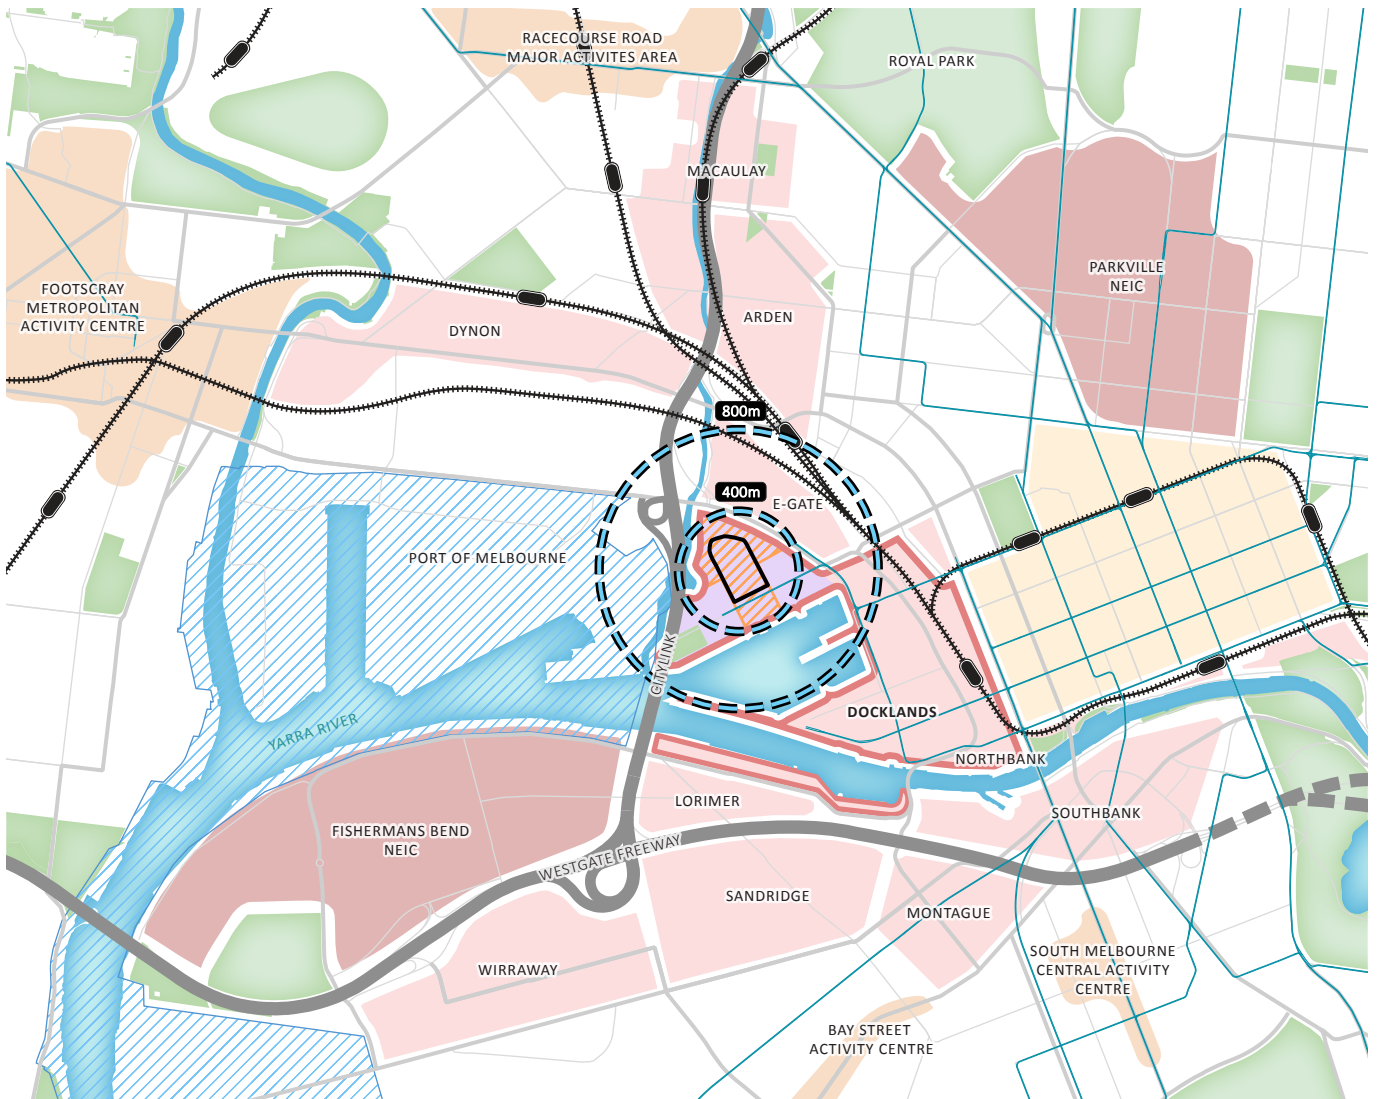 RACECOURSE ROAD
MAJOR ACTIVITES AREA
ROYAL PARK
MACAULAY
PARKVILLE
NEIC
FOOTSCRAY
METROPOLITAN
ACTIVITY CENTRE
DYNON
ARDEN
800m
400m
E-GATE
PORT OF MELBOURNE
CITYLINK
DOCKLANDS
YARRA RIVER
NORTHBANK
LORIMER
SOUTHBANK
FISHERMANS BEND
NEIC
WESTGATE FREEWAY
SANDRIDGE
MONTAGUE
WIRRAWAY
SOUTH MELBOURNE
CENTRAL ACTIVITY
CENTRE
BAY STREET
ACTIVITY CENTRE